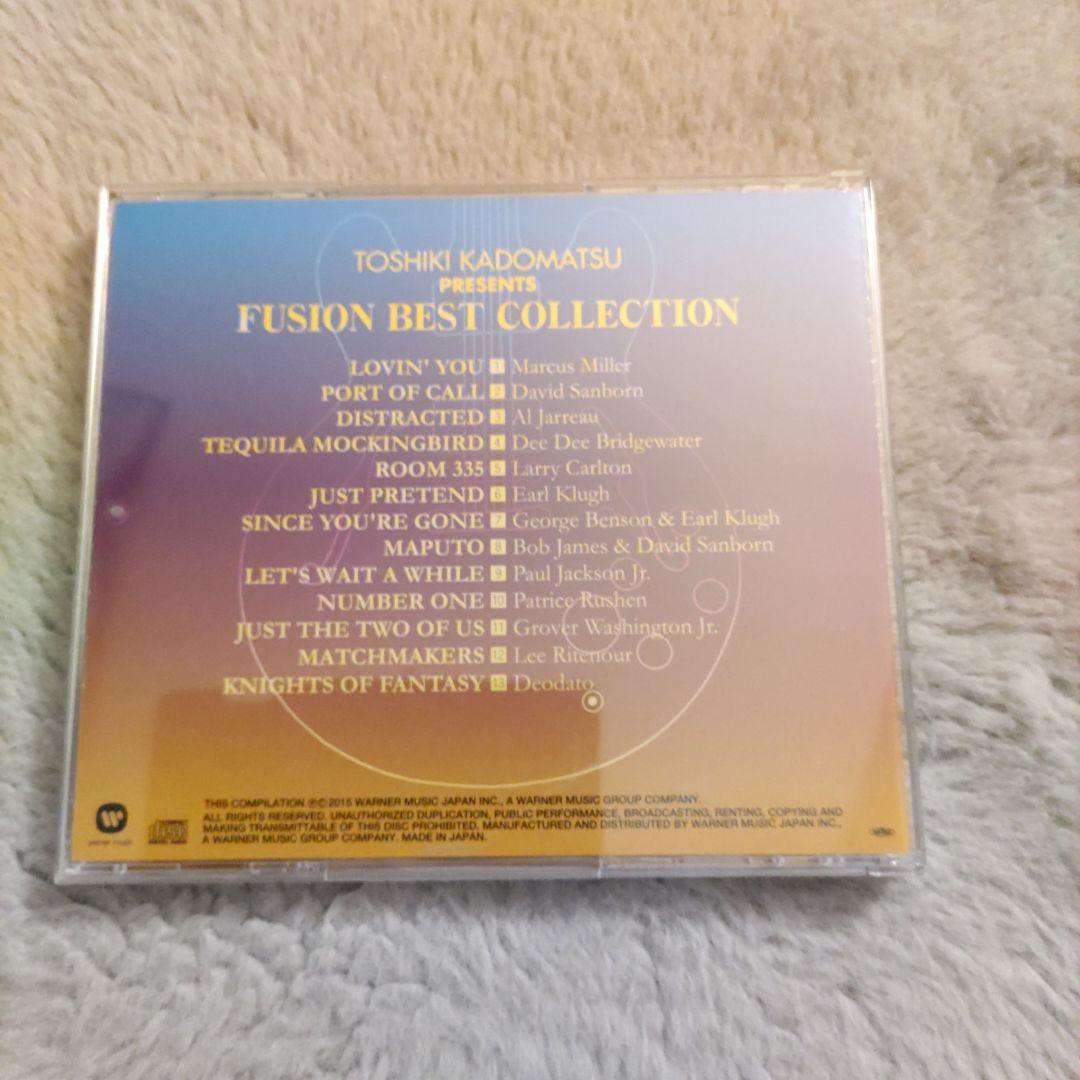 TOSHIKI KADOMATSU
PRESENTS
FUSION BEST COLLECTION
LOVIN' YOU 1 Marcus Miller
PORT OF CALL 2 David Sanborn
DISTRACTED 3 Al Jarreau
TEQUILA MOCKINGBIRD 4 Dee Dee Bridgewater
ROOM 335 5 Larry Carlton
JUST PRETEND 6 Earl Klugh
SINCE YOU'RE GONE 7 George Benson & Earl Klugh
MAPUTO 8 Bob James & David Sanborn
LET'S WAIT A WHILE 9 Paul Jackson Jr.
NUMBER ONE 10 Patrice Rushen
JUST THE TWO OF US 11 Grover Washington Jr.
MATCHMAKERS 12 Lee Ritenour
KNIGHTS OF FANTASY 13 Deodato
THIS COMPILATION ℗© 2015 WARNER MUSIC JAPAN INC., A WARNER MUSIC GROUP COMPANY.
ALL RIGHTS RESERVED. UNAUTHORIZED DUPLICATION, PUBLIC PERFORMANCE, BROADCASTING, RENTING, COPYING AND
MAKING TRANSMITTABLE OF THIS DISC PROHIBITED. MANUFACTURED AND DISTRIBUTED BY WARNER MUSIC JAPAN INC.,
A WARNER MUSIC GROUP COMPANY. MADE IN JAPAN.